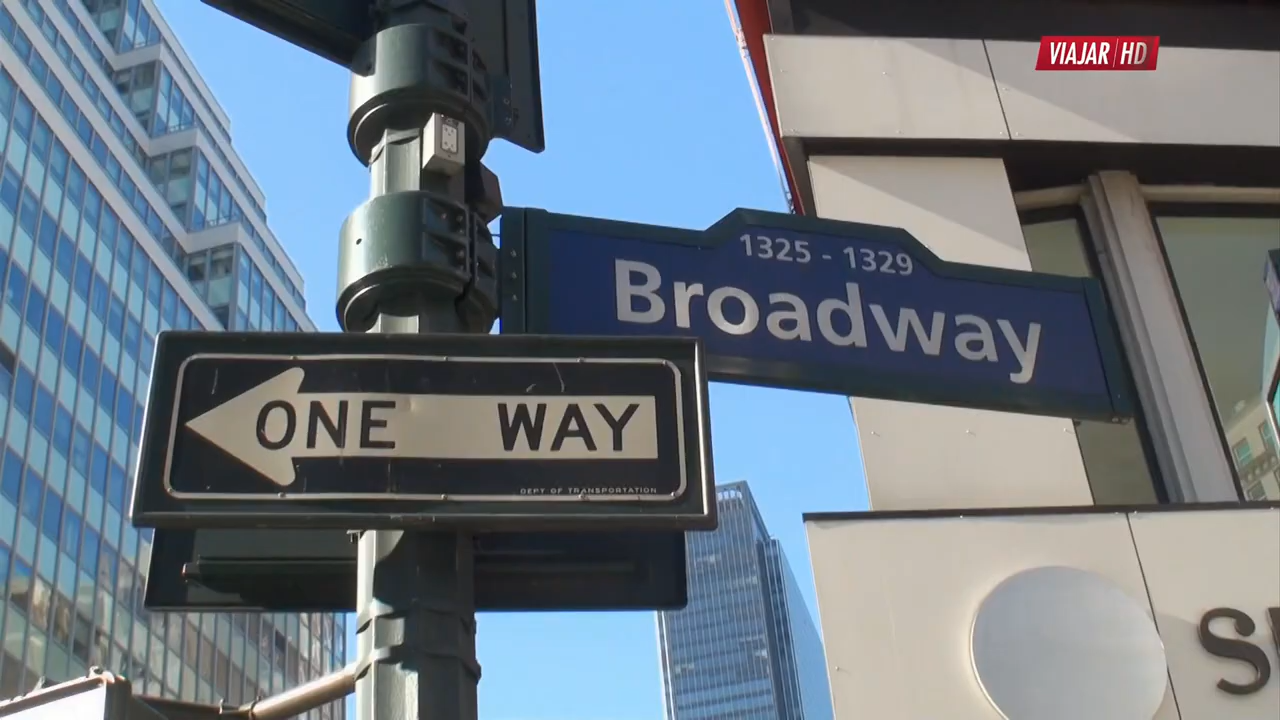 VIAJAR HD
1325 - 1329
Broadway
ONE WAY
DEPT OF TRANSPORTATION